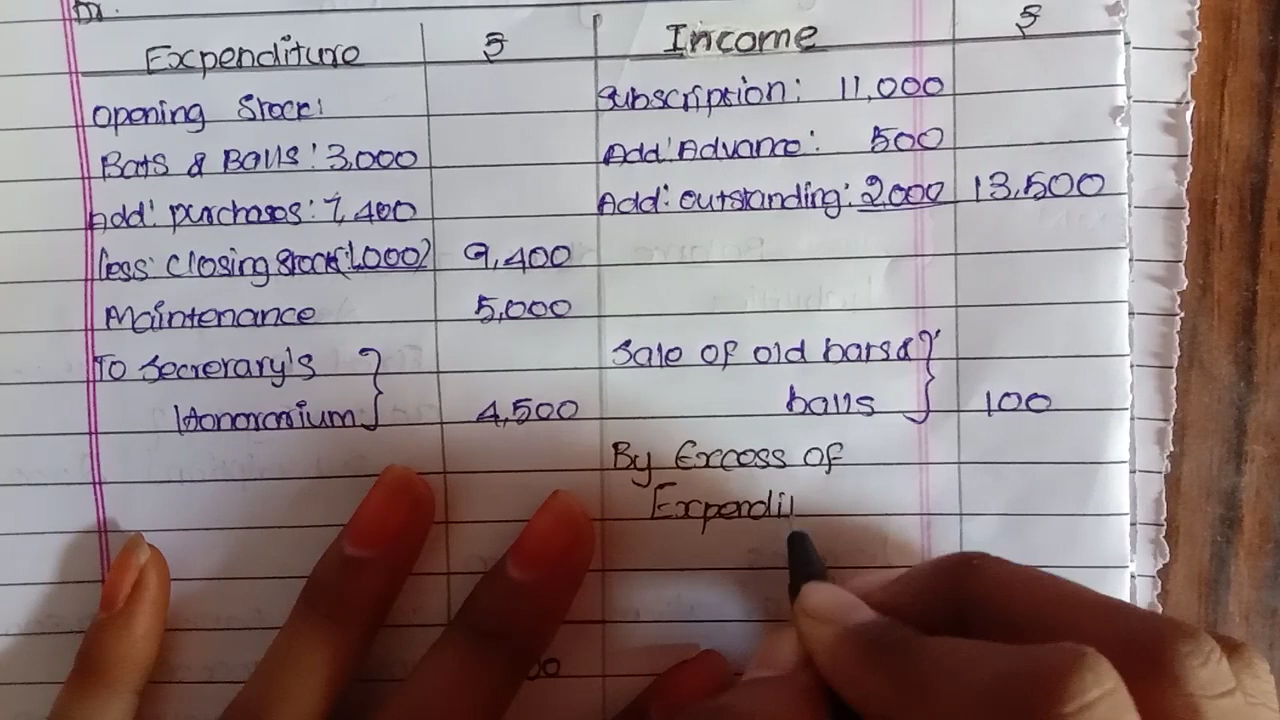 Dr.
Expenditure ₹ Income ₹
Opening Stock:
Bats & Balls: 3,000
Add: purchases: 7,400
less: closing stock (1,000) 9,400
Maintenance 5,000
To Secretary's
Honorarium 4,500
Subscription: 11,000
Add: Advance: 500
Add: outstanding: 2,000 13,500
Sale of old bats &
balls 100
By Excess of
Expendi